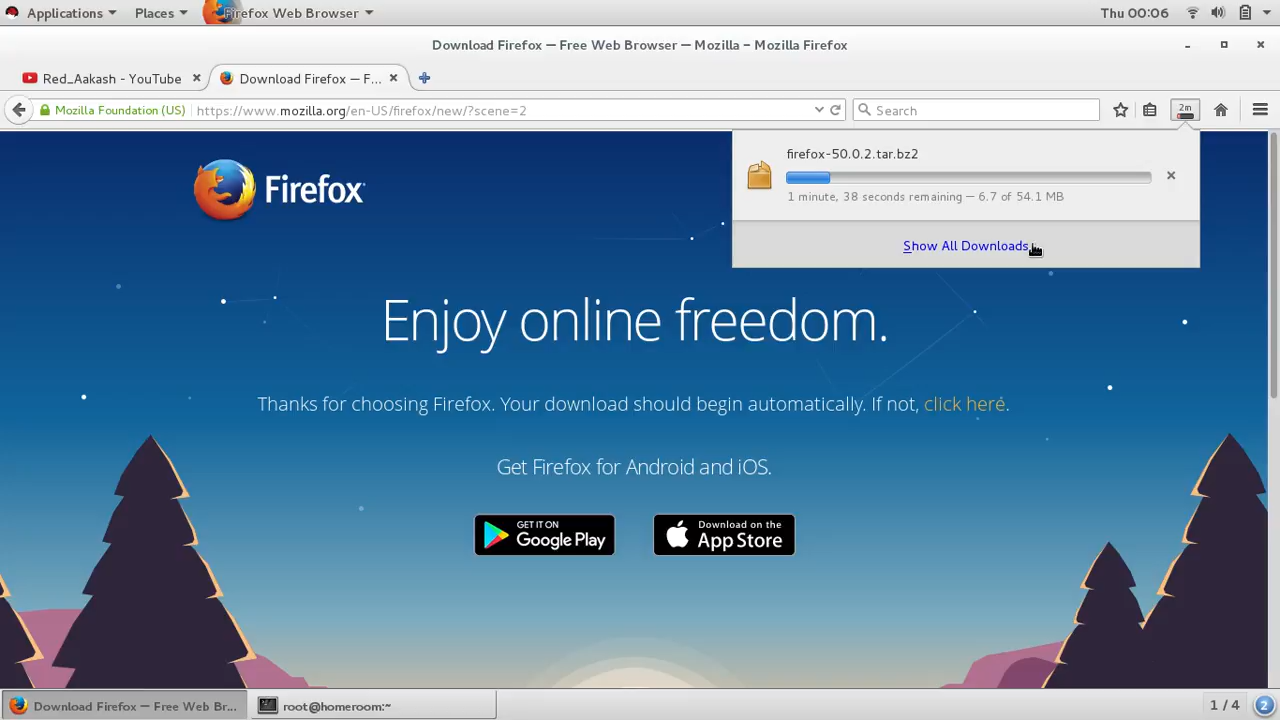 Applications Places Firefox Web Browser Thu 00:06
Download Firefox — Free Web Browser — Mozilla – Mozilla Firefox
Red_Aakash - YouTube Download Firefox — F...
Mozilla Foundation (US) https://www.mozilla.org/en-US/firefox/new/?scene=2 Search 2m
firefox-50.0.2.tar.bz2
1 minute, 38 seconds remaining — 6.7 of 54.1 MB
Show All Downloads
Firefox
Enjoy online freedom.
Thanks for choosing Firefox. Your download should begin automatically. If not, click here.
Get Firefox for Android and iOS.
GET IT ON
Google Play
Download on the
App Store
Download Firefox — Free Web Br... root@homeroom:~ 1 / 4 2